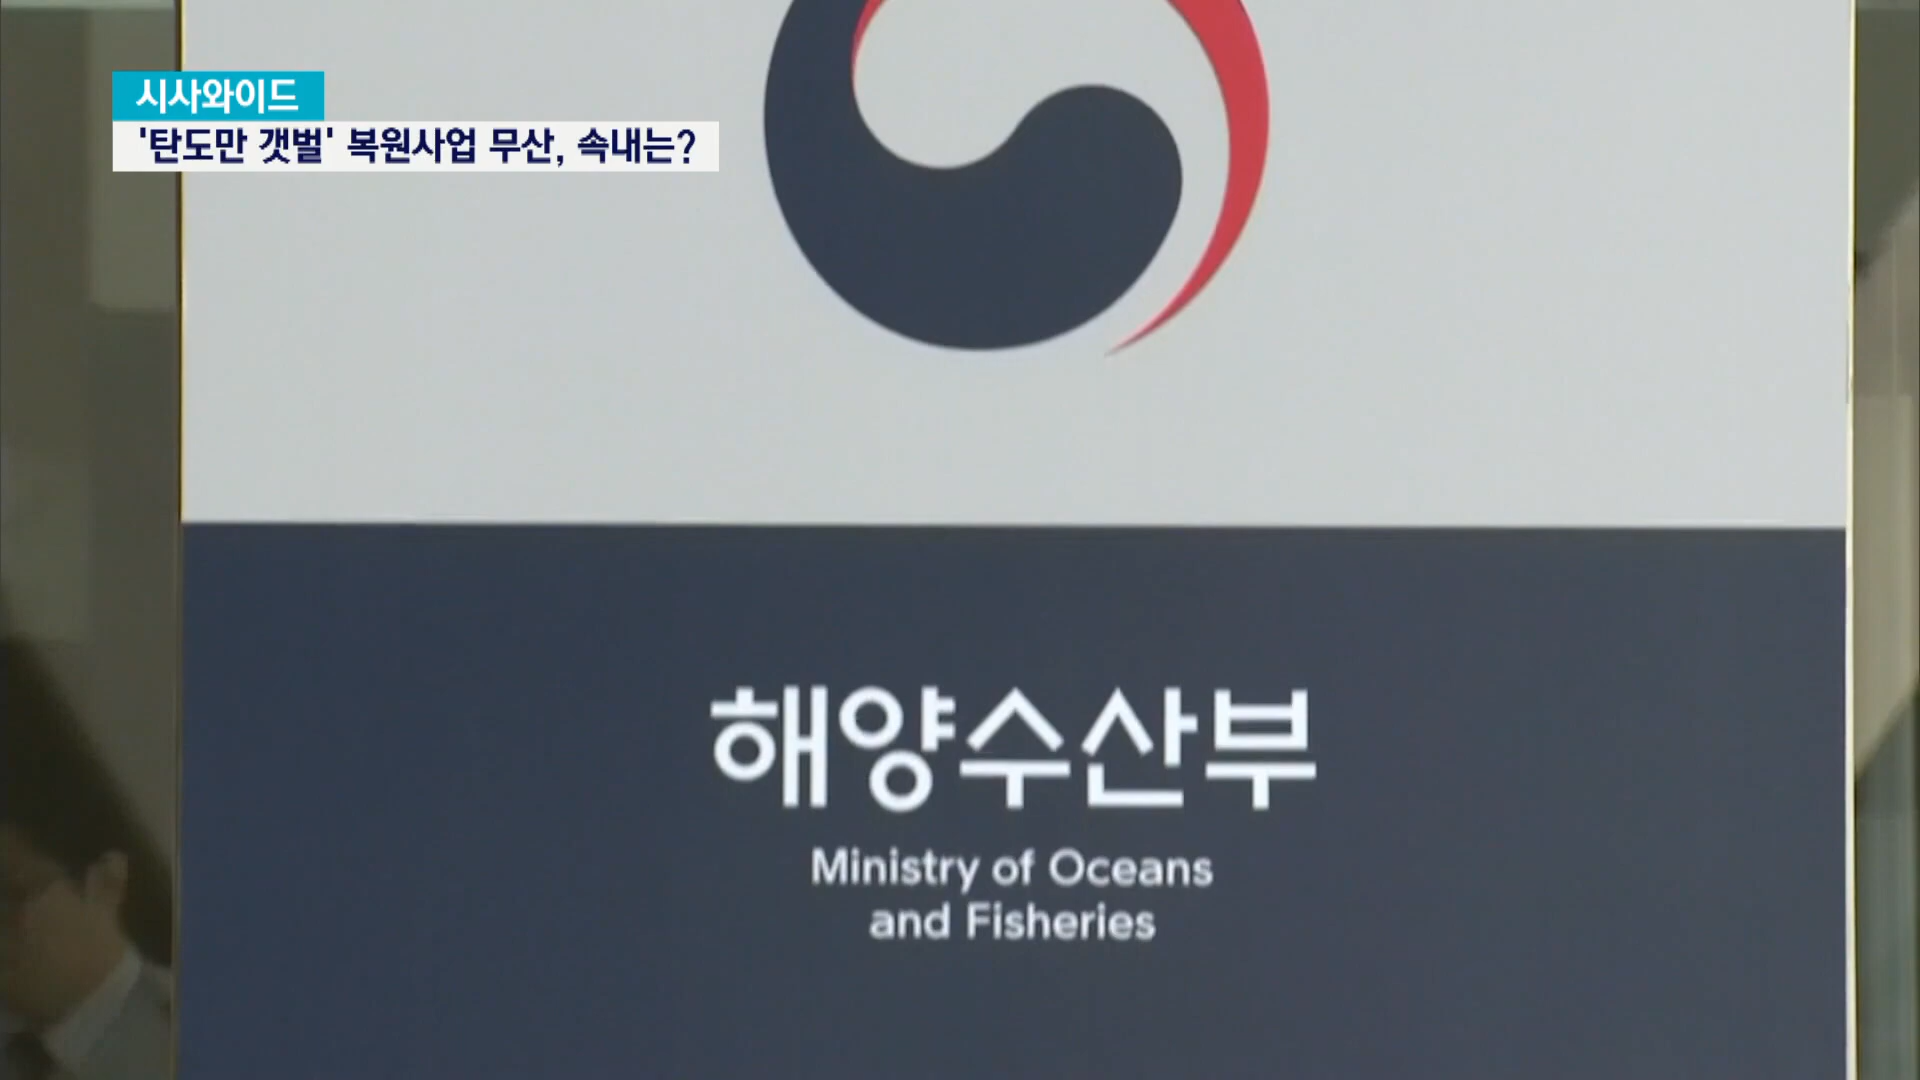 시사와이드
'탄도만 갯벌' 복원사업 무산, 속내는?
해양수산부
Ministry of Oceans
and Fisheries